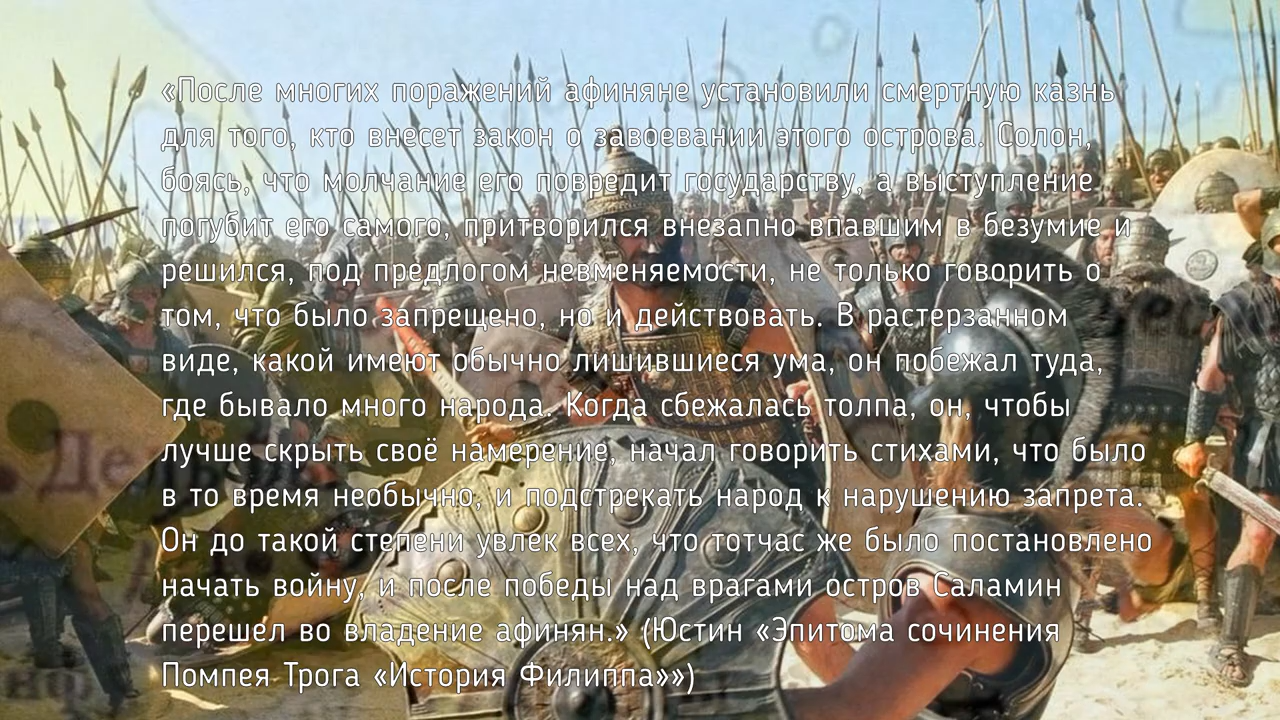 «После многих поражений афиняне установили смертную казнь
для того, кто внесет закон о завоевании этого острова. Солон,
боясь, что молчание его повредит государству, а выступление
погубит его самого, притворился внезапно впавшим в безумие и
решился, под предлогом невменяемости, не только говорить о
том, что было запрещено, но и действовать. В растерзанном
виде, какой имеют обычно лишившиеся ума, он побежал туда,
где бывало много народа. Когда сбежалась толпа, он, чтобы
лучше скрыть своё намерение, начал говорить стихами, что было
в то время необычно, и подстрекать народ к нарушению запрета.
Он до такой степени увлек всех, что тотчас же было постановлено
начать войну, и после победы над врагами остров Саламин
перешел во владение афинян.» (Юстин «Эпитома сочинения
Помпея Трога «История Филиппа»»)